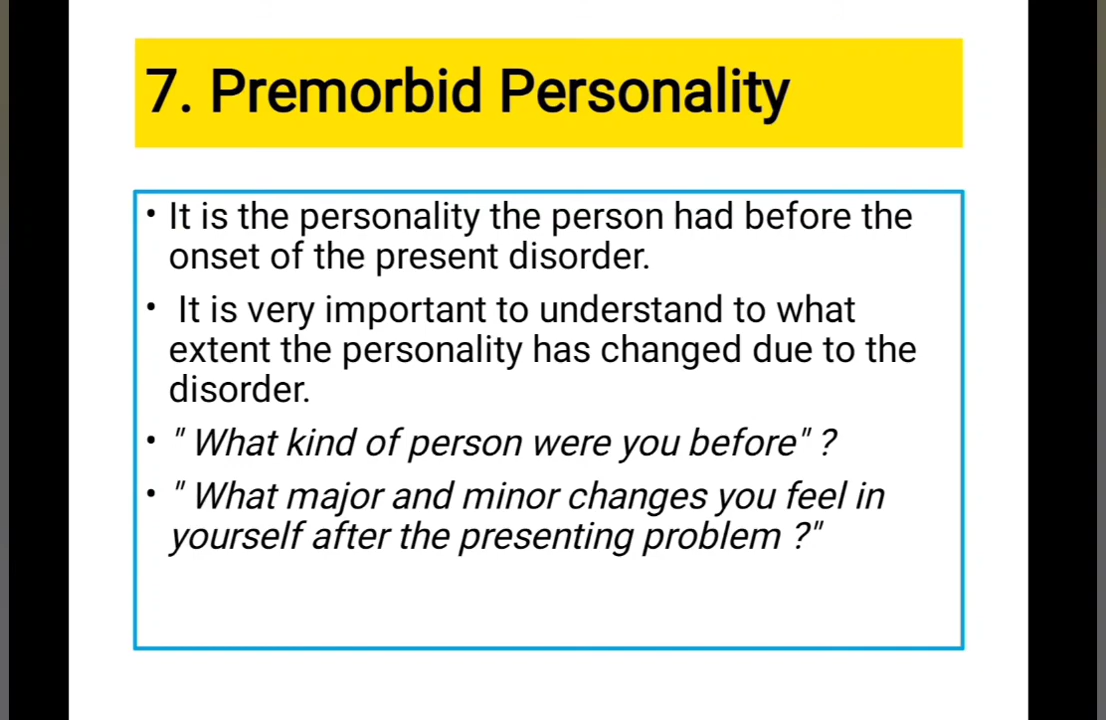 7. Premorbid Personality
• It is the personality the person had before the
onset of the present disorder.
• It is very important to understand to what
extent the personality has changed due to the
disorder.
• " What kind of person were you before" ?
• " What major and minor changes you feel in
yourself after the presenting problem ?"